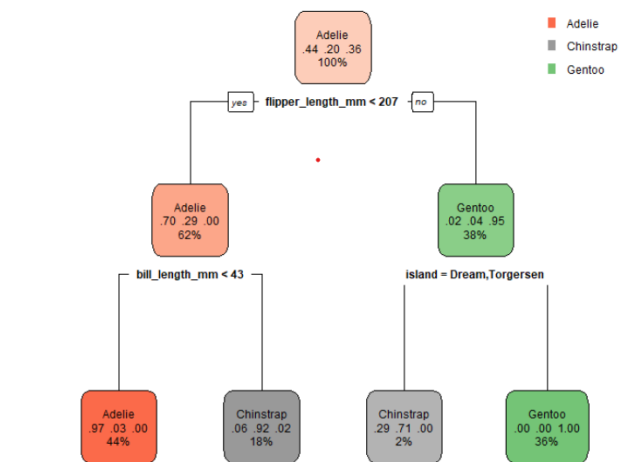 Adelie
.44 .20 .36
100%
Adelie
Chinstrap
Gentoo
yes
flipper_length_mm < 207
no
Adelie
.70 .29 .00
62%
Gentoo
.02 .04 .95
38%
bill_length_mm < 43
island = Dream,Torgersen
Adelie
.97 .03 .00
44%
Chinstrap
.06 .92 .02
18%
Chinstrap
.29 .71 .00
2%
Gentoo
.00 .00 1.00
36%